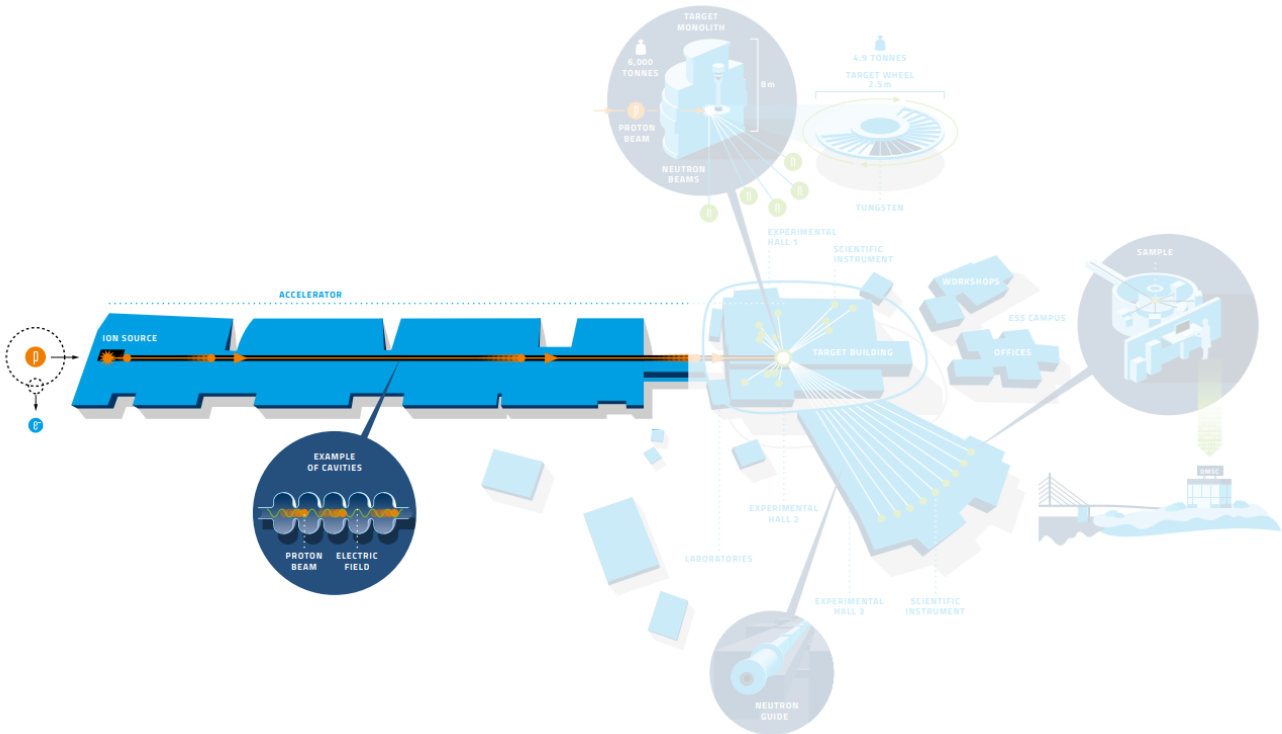 TARGET
MONOLITH
6,000
TONNES
8 m
p
PROTON
BEAM
NEUTRON
BEAMS
n
n
n
n
4.9 TONNES
TARGET WHEEL
2.5 m
TUNGSTEN
EXPERIMENTAL
HALL 1
SCIENTIFIC
INSTRUMENT
WORKSHOPS
ESS CAMPUS
OFFICES
SAMPLE
DMSC
ACCELERATOR
ION SOURCE
p
e-
TARGET BUILDING
EXAMPLE
OF CAVITIES
PROTON
BEAM
ELECTRIC
FIELD
EXPERIMENTAL
HALL 2
LABORATORIES
EXPERIMENTAL
HALL 3
SCIENTIFIC
INSTRUMENT
NEUTRON
GUIDE